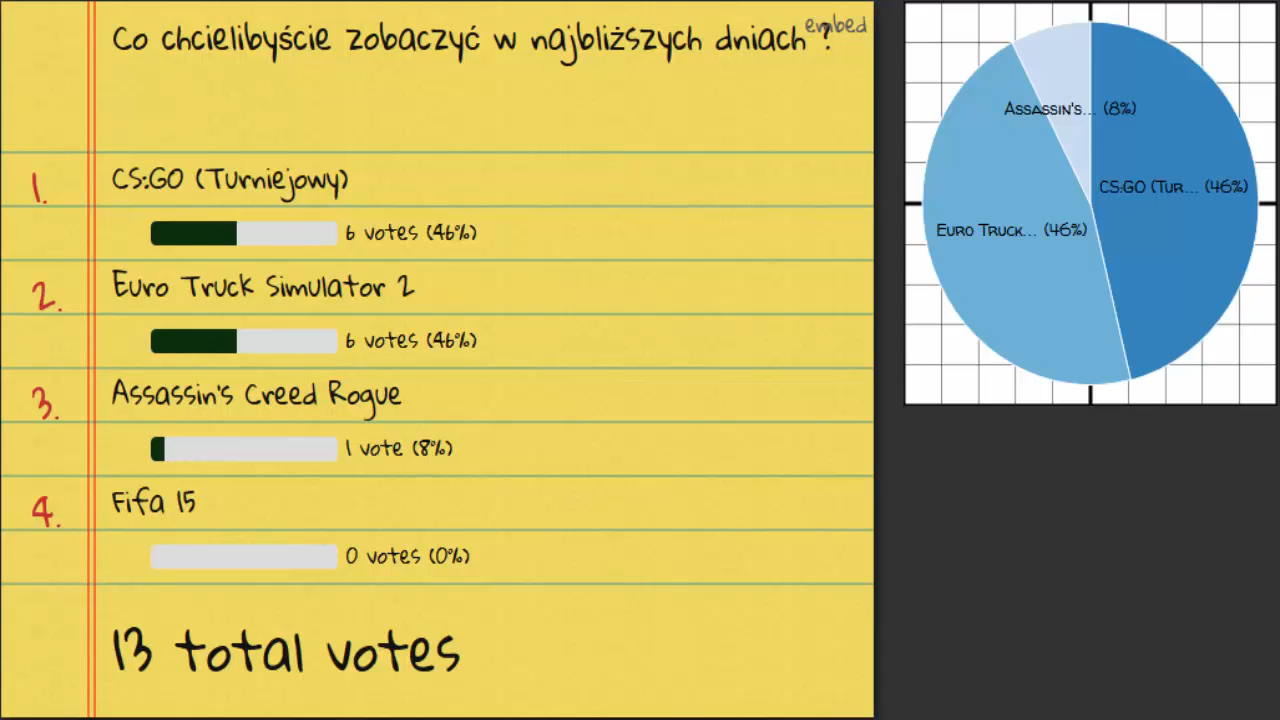 Co chcielibyście zobaczyć w najbliższych dniach ?
embed
1. CS:GO (Turniejowy)
6 votes (46%)
2. Euro Truck Simulator 2
6 votes (46%)
3. Assassin's Creed Rogue
1 vote (8%)
4. Fifa 15
0 votes (0%)
13 total votes
Assassin's... (8%)
CS:GO (Tur... (46%)
Euro Truck... (46%)